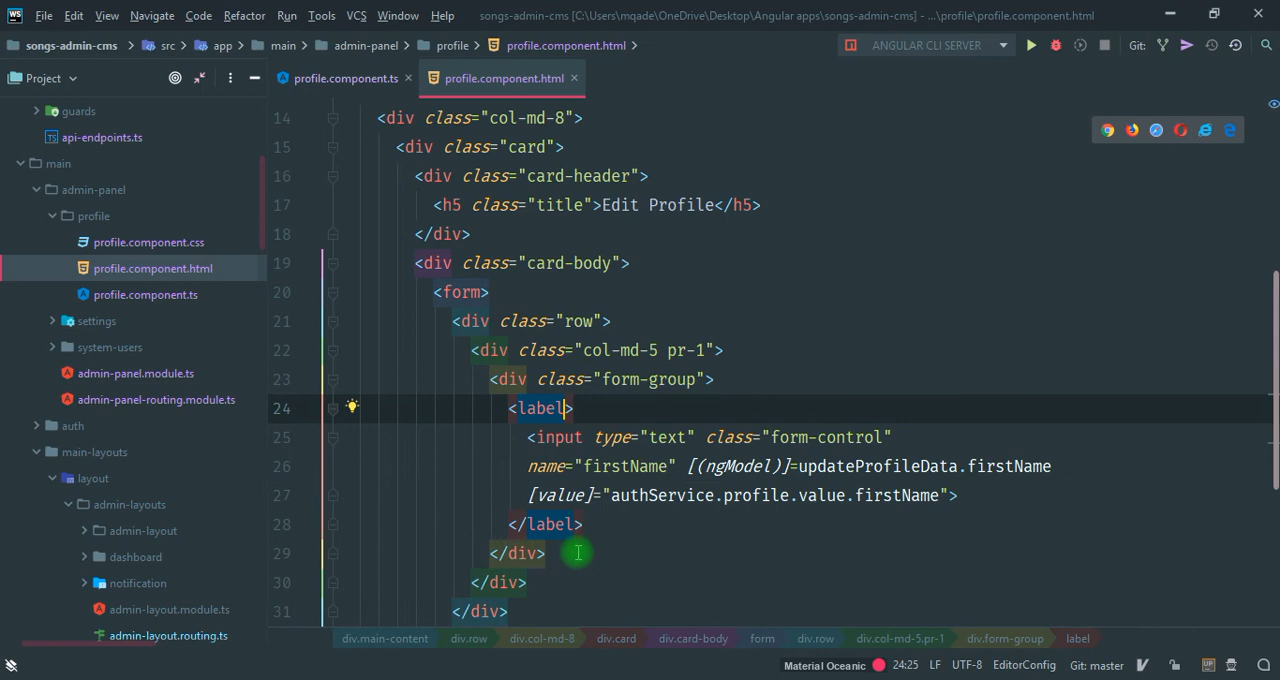 WS File Edit View Navigate Code Refactor Run Tools VCS Window Help songs-admin-cms [C:\Users\mqade\OneDrive\Desktop\Angular apps\songs-admin-cms] - ...\profile\profile.component.html
songs-admin-cms src app main admin-panel profile profile.component.html ANGULAR CLI SERVER Git:
Project profile.component.ts profile.component.html
guards
api-endpoints.ts
main
admin-panel
profile
profile.component.css
profile.component.html
profile.component.ts
settings
system-users
admin-panel.module.ts
admin-panel-routing.module.ts
auth
main-layouts
layout
admin-layouts
admin-layout
dashboard
notification
admin-layout.module.ts
admin-layout.routing.ts
14 <div class="col-md-8">
15 <div class="card">
16 <div class="card-header">
17 <h5 class="title">Edit Profile</h5>
18 </div>
19 <div class="card-body">
20 <form>
21 <div class="row">
22 <div class="col-md-5 pr-1">
23 <div class="form-group">
24 <label>
25 <input type="text" class="form-control"
26 name="firstName" [(ngModel)]=updateProfileData.firstName
27 [value]="authService.profile.value.firstName">
28 </label>
29 </div>
30 </div>
31 </div>
div.main-content div.row div.col-md-8 div.card div.card-body form div.row div.col-md-5.pr-1 div.form-group label
Material Oceanic 24:25 LF UTF-8 EditorConfig Git: master UP